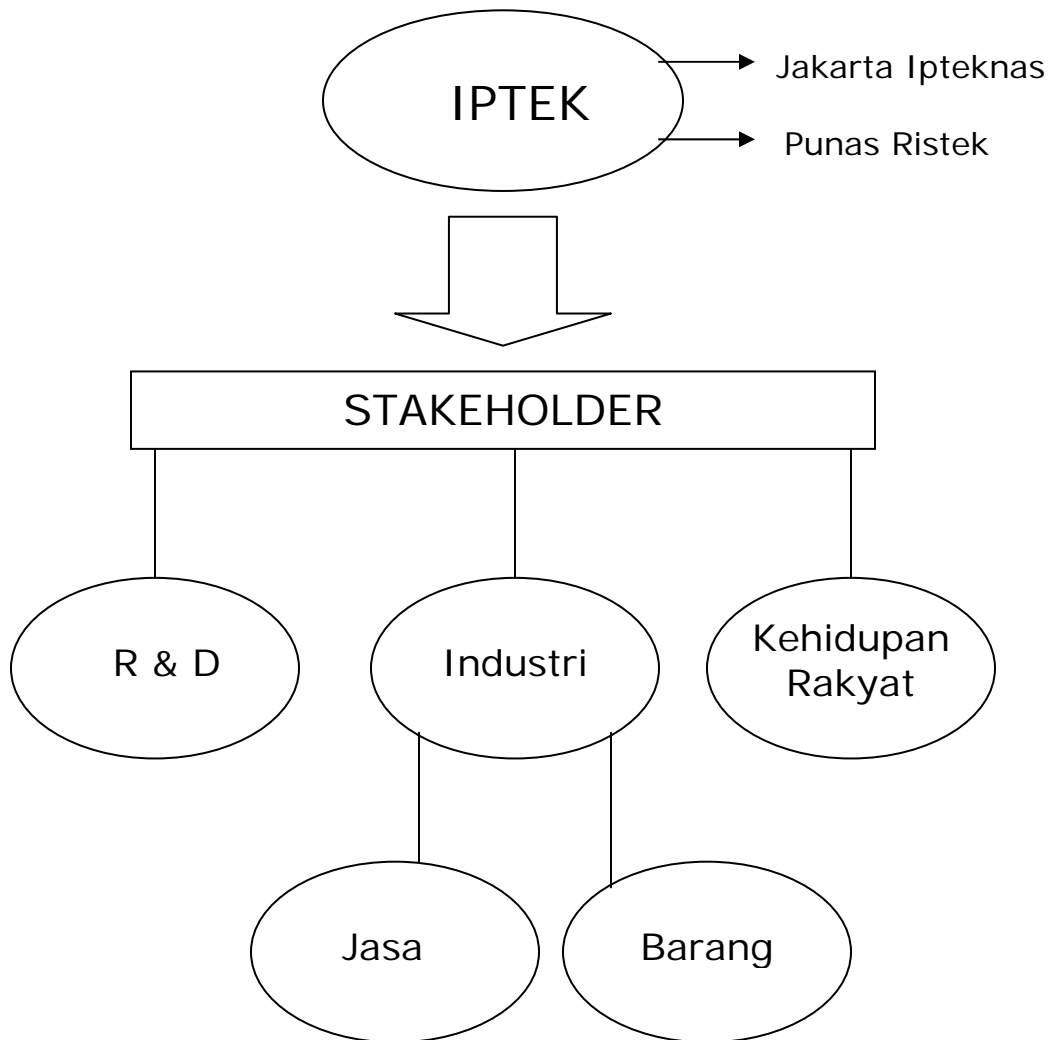 IPTEK
Jakarta Ipteknas
Punas Ristek
STAKEHOLDER
R & D
Industri
Kehidupan
Rakyat
Jasa
Barang